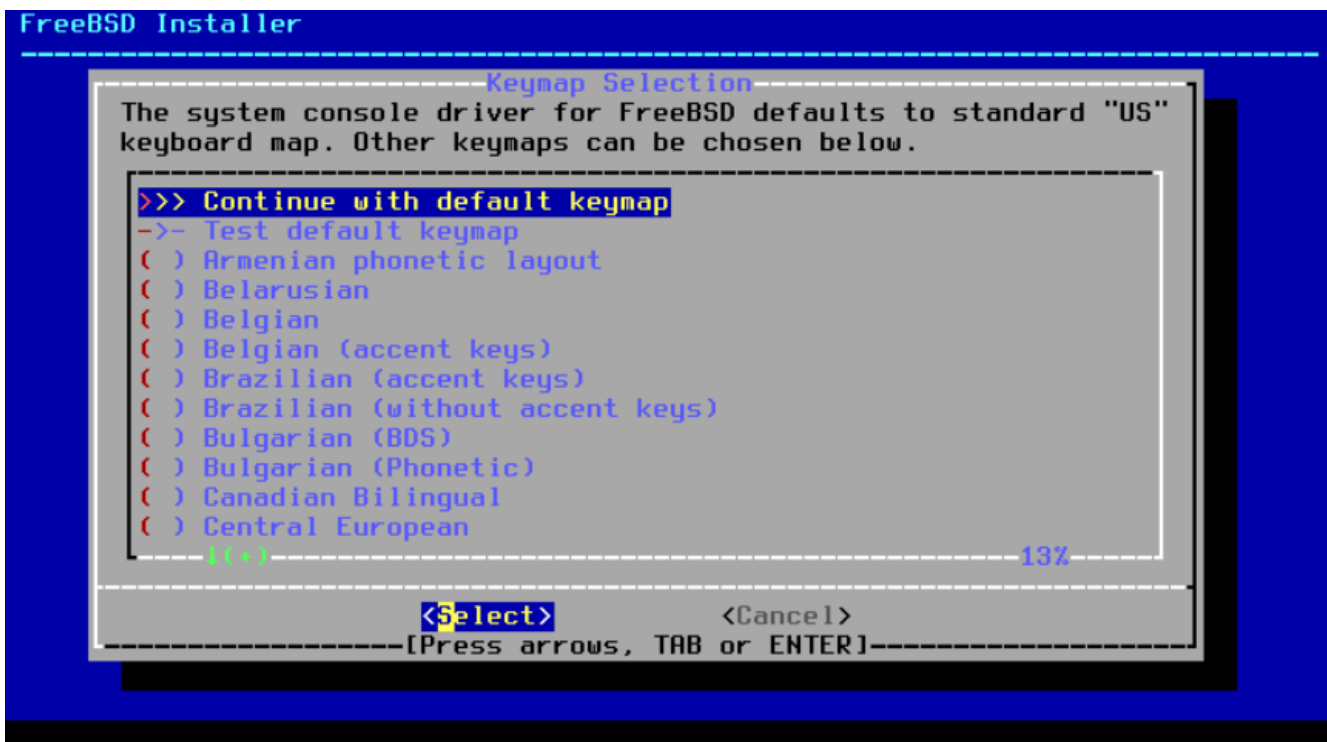 FreeBSD Installer
Keymap Selection
The system console driver for FreeBSD defaults to standard "US"
keyboard map. Other keymaps can be chosen below.
>>> Continue with default keymap
->- Test default keymap
( ) Armenian phonetic layout
( ) Belarusian
( ) Belgian
( ) Belgian (accent keys)
( ) Brazilian (accent keys)
( ) Brazilian (without accent keys)
( ) Bulgarian (BDS)
( ) Bulgarian (Phonetic)
( ) Canadian Bilingual
( ) Central European
↓(+) 13%
<Select> <Cancel>
[Press arrows, TAB or ENTER]